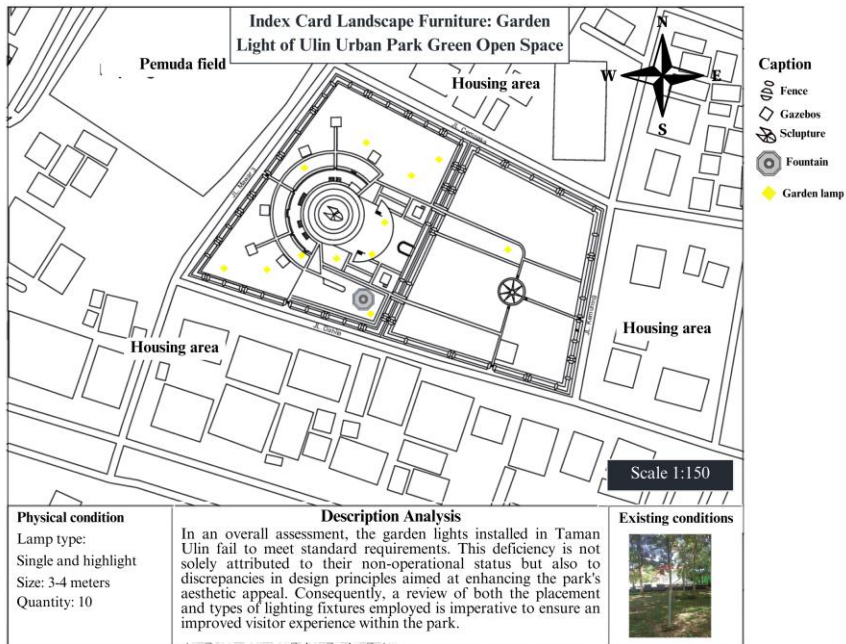 Index Card Landscape Furniture: Garden
Light of Ulin Urban Park Green Open Space
Pemuda field
Housing area
N
W
E
S
Caption
Fence
Gazebos
Sclupture
Fountain
Garden lamp
Jl. Cempaka
Housing area
Housing area
Scale 1:150
Physical condition
Lamp type:
Single and highlight
Size: 3-4 meters
Quantity: 10
Description Analysis
In an overall assessment, the garden lights installed in Taman
Ulin fail to meet standard requirements. This deficiency is not
solely attributed to their non-operational status but also to
discrepancies in design principles aimed at enhancing the park's
aesthetic appeal. Consequently, a review of both the placement
and types of lighting fixtures employed is imperative to ensure an
improved visitor experience within the park.
Existing conditions